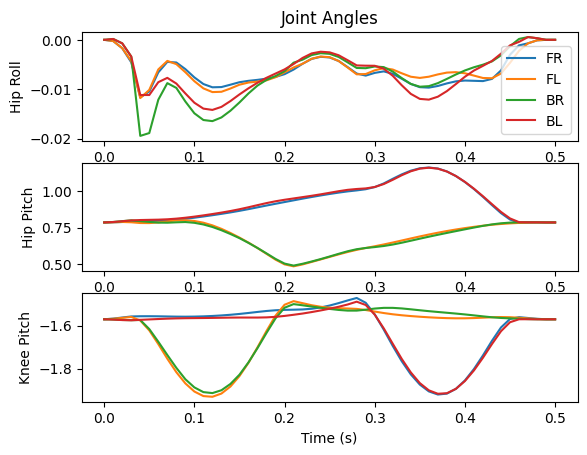 Joint Angles
Hip Roll
0.00
−0.01
−0.02
FR
FL
BR
BL
0.0 0.1 0.2 0.3 0.4 0.5
Hip Pitch
1.00
0.75
0.50
0.0 0.1 0.2 0.3 0.4 0.5
Knee Pitch
−1.6
−1.8
0.0 0.1 0.2 0.3 0.4 0.5
Time (s)